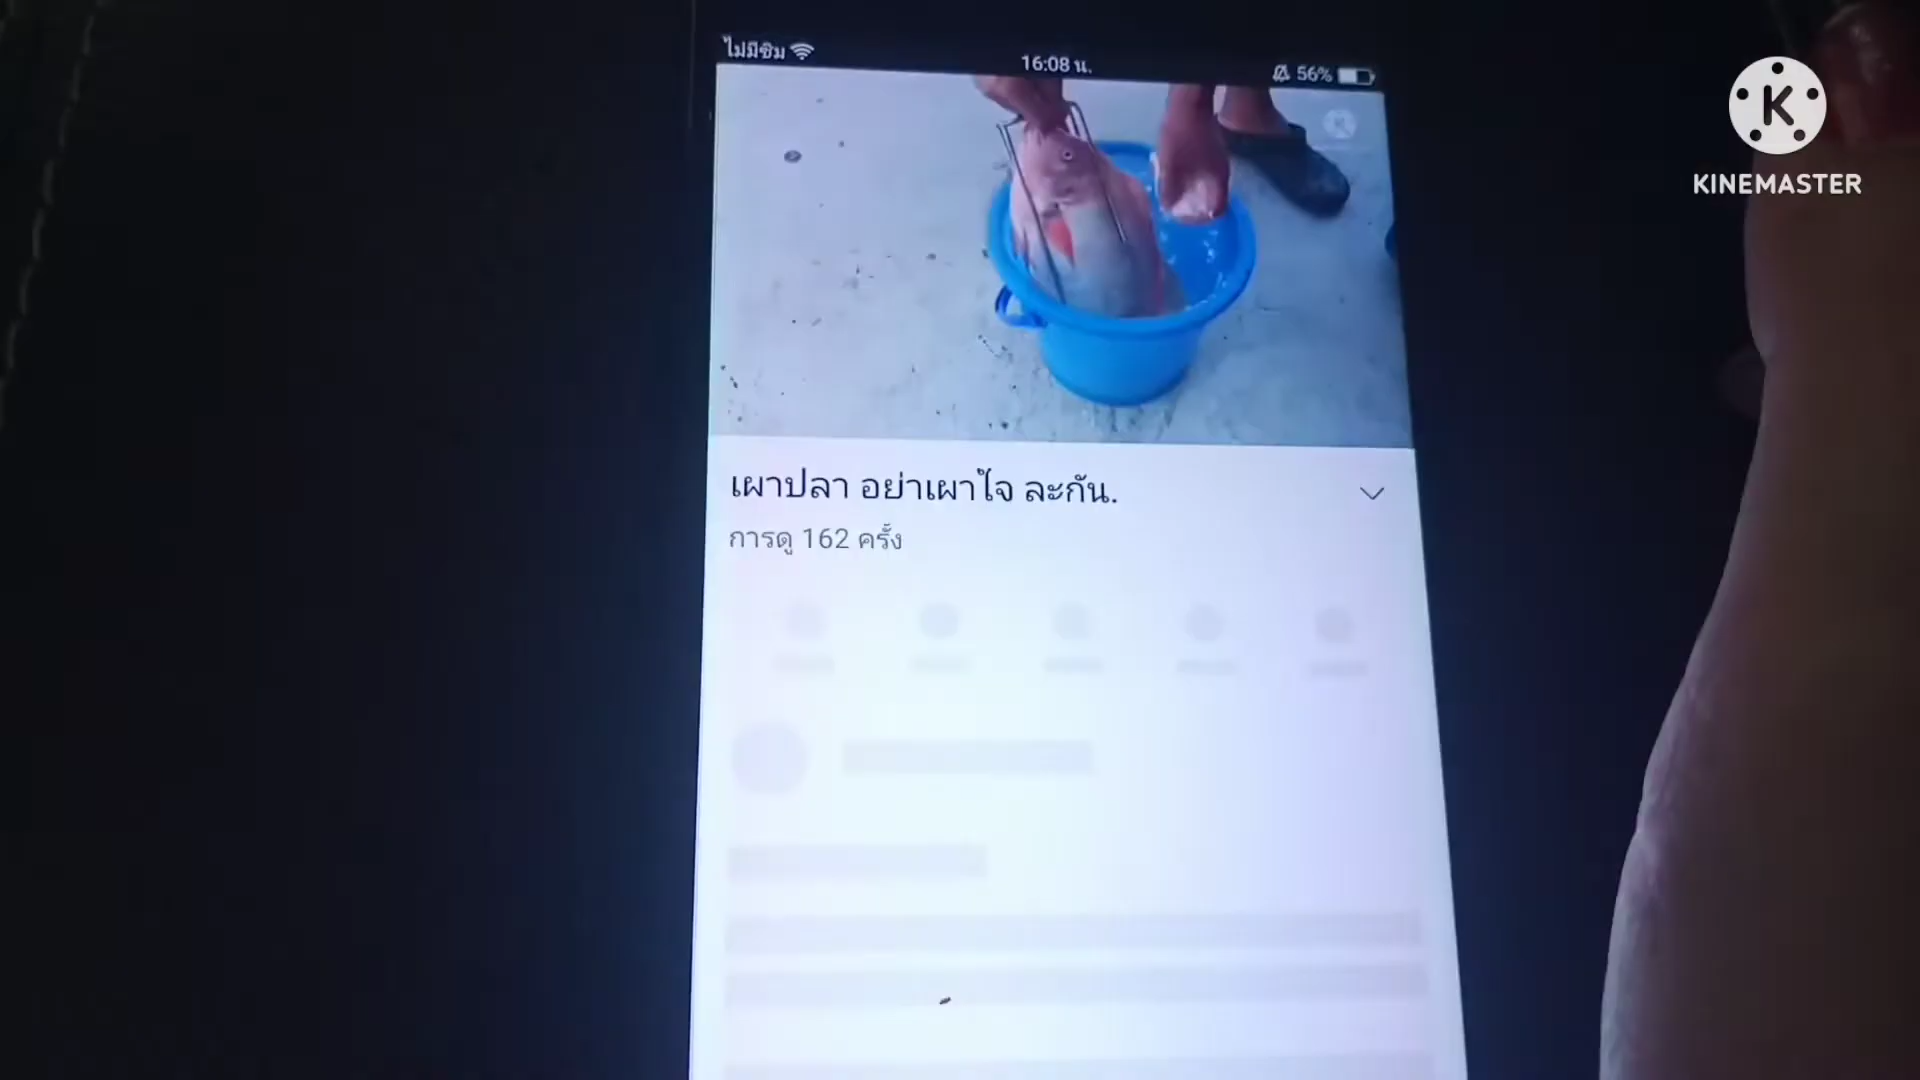 ไม่มีซิม
16:08 น.
56%
K
KINEMASTER
เผาปลา อย่าเผาใจ ละกัน.
การดู 162 ครั้ง